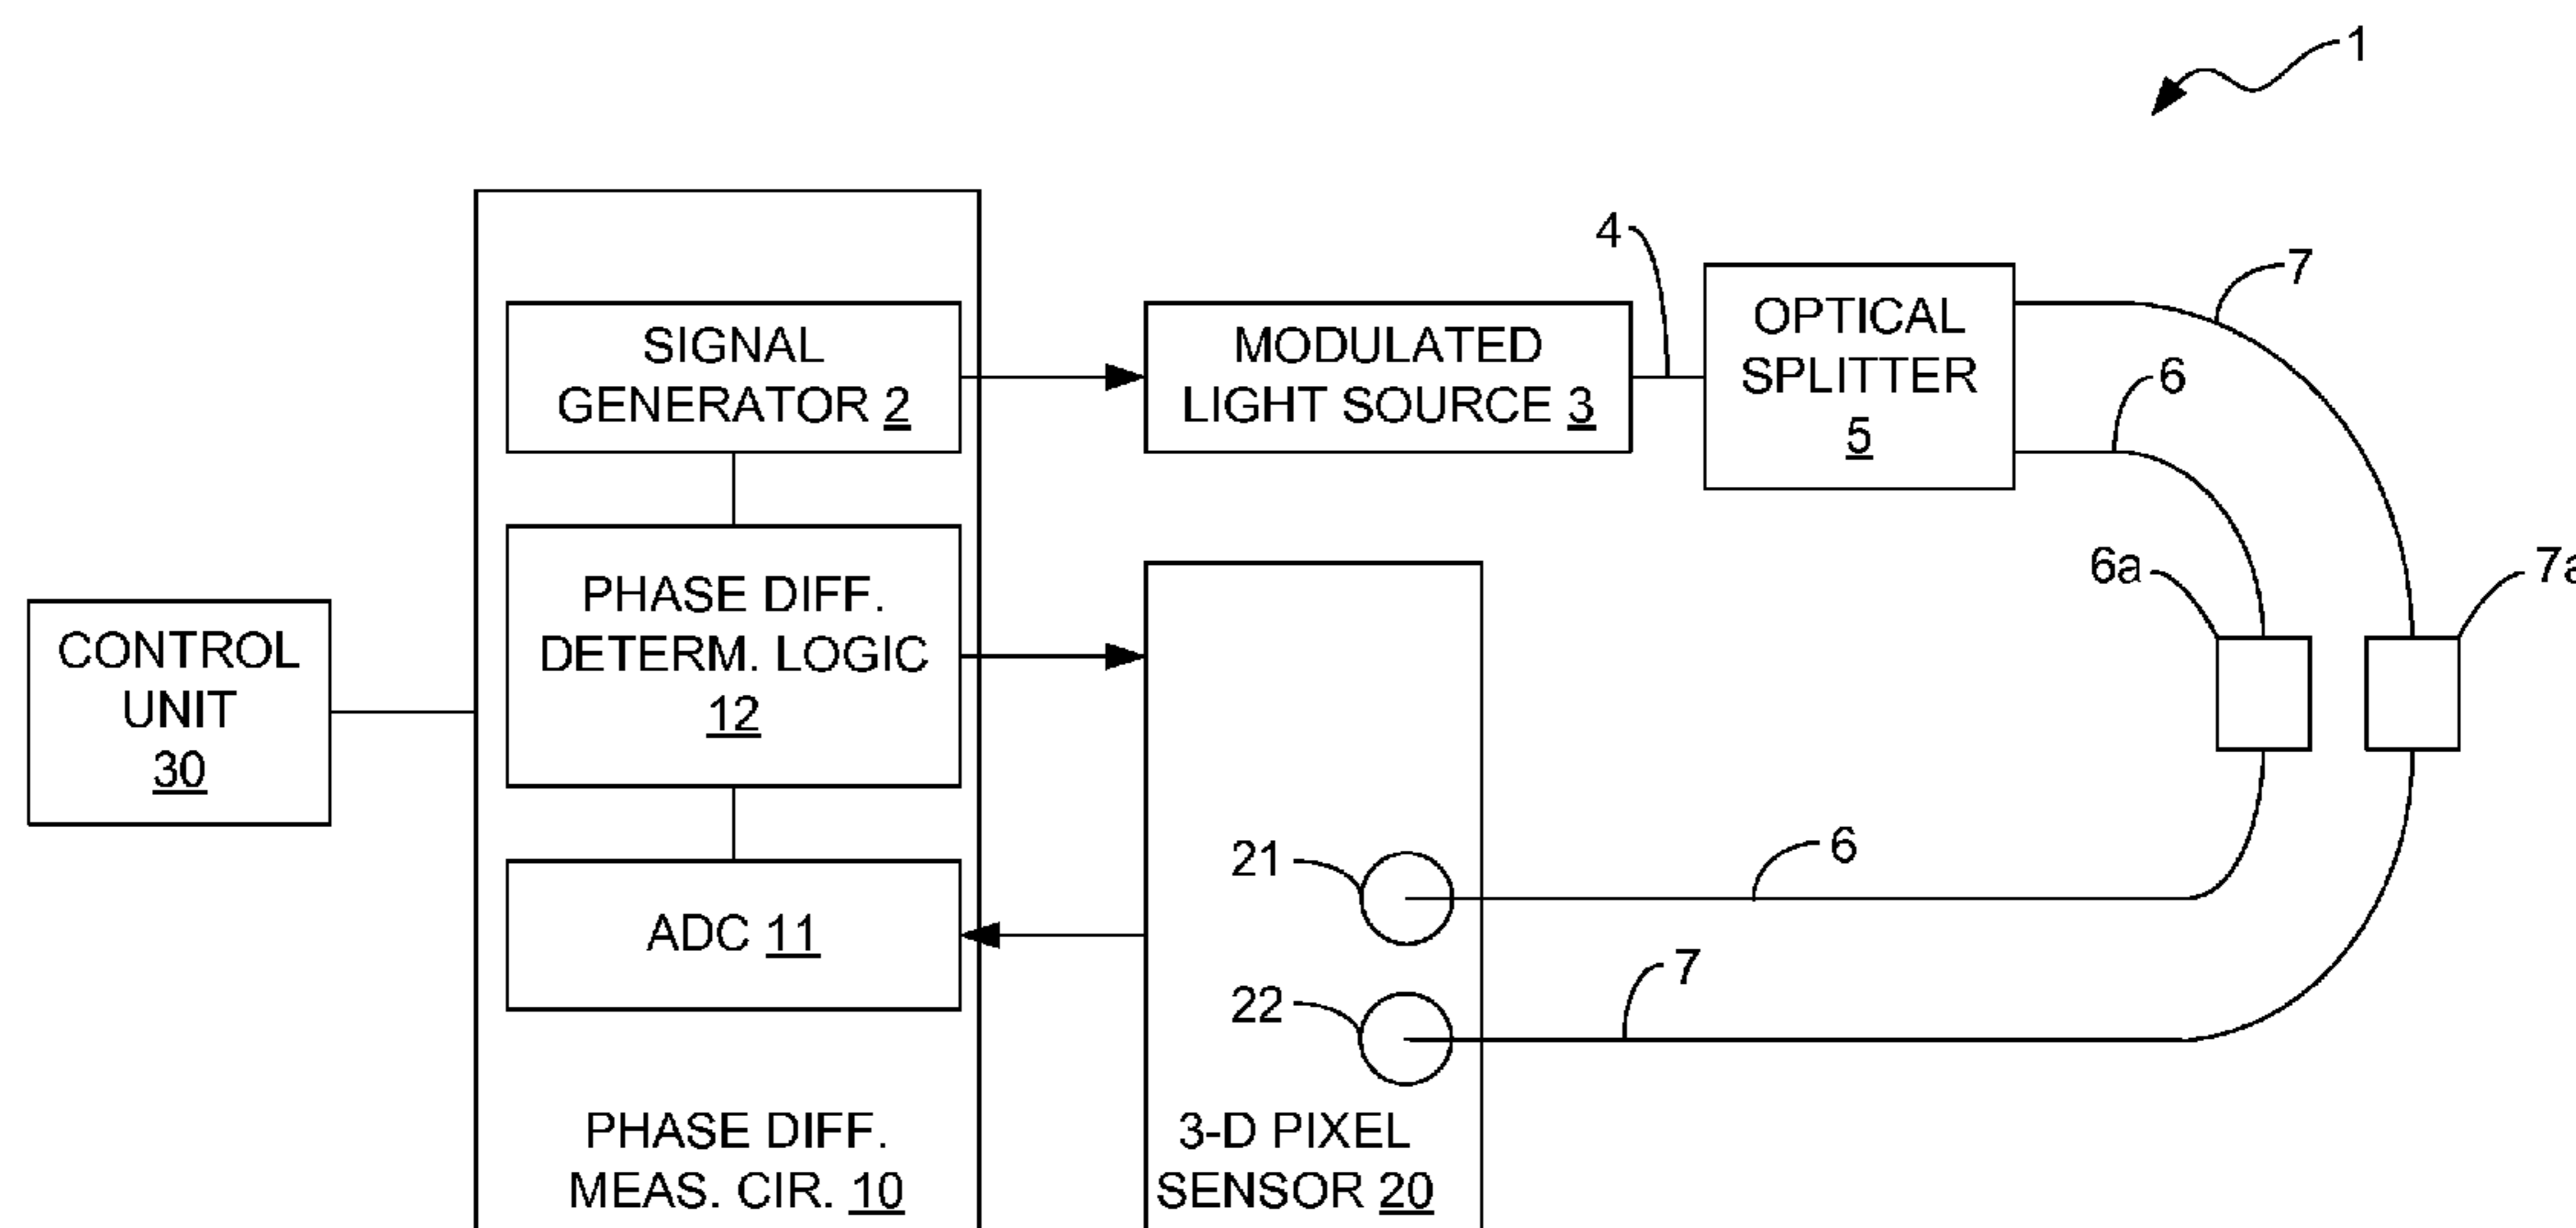 1
4
7
SIGNAL
GENERATOR 2
MODULATED
LIGHT SOURCE 3
OPTICAL
SPLITTER
5
6
6a
7a
CONTROL
UNIT
30
PHASE DIFF.
DETERM. LOGIC
12
21
6
ADC 11
22
7
PHASE DIFF.
MEAS. CIR. 10
3-D PIXEL
SENSOR 20